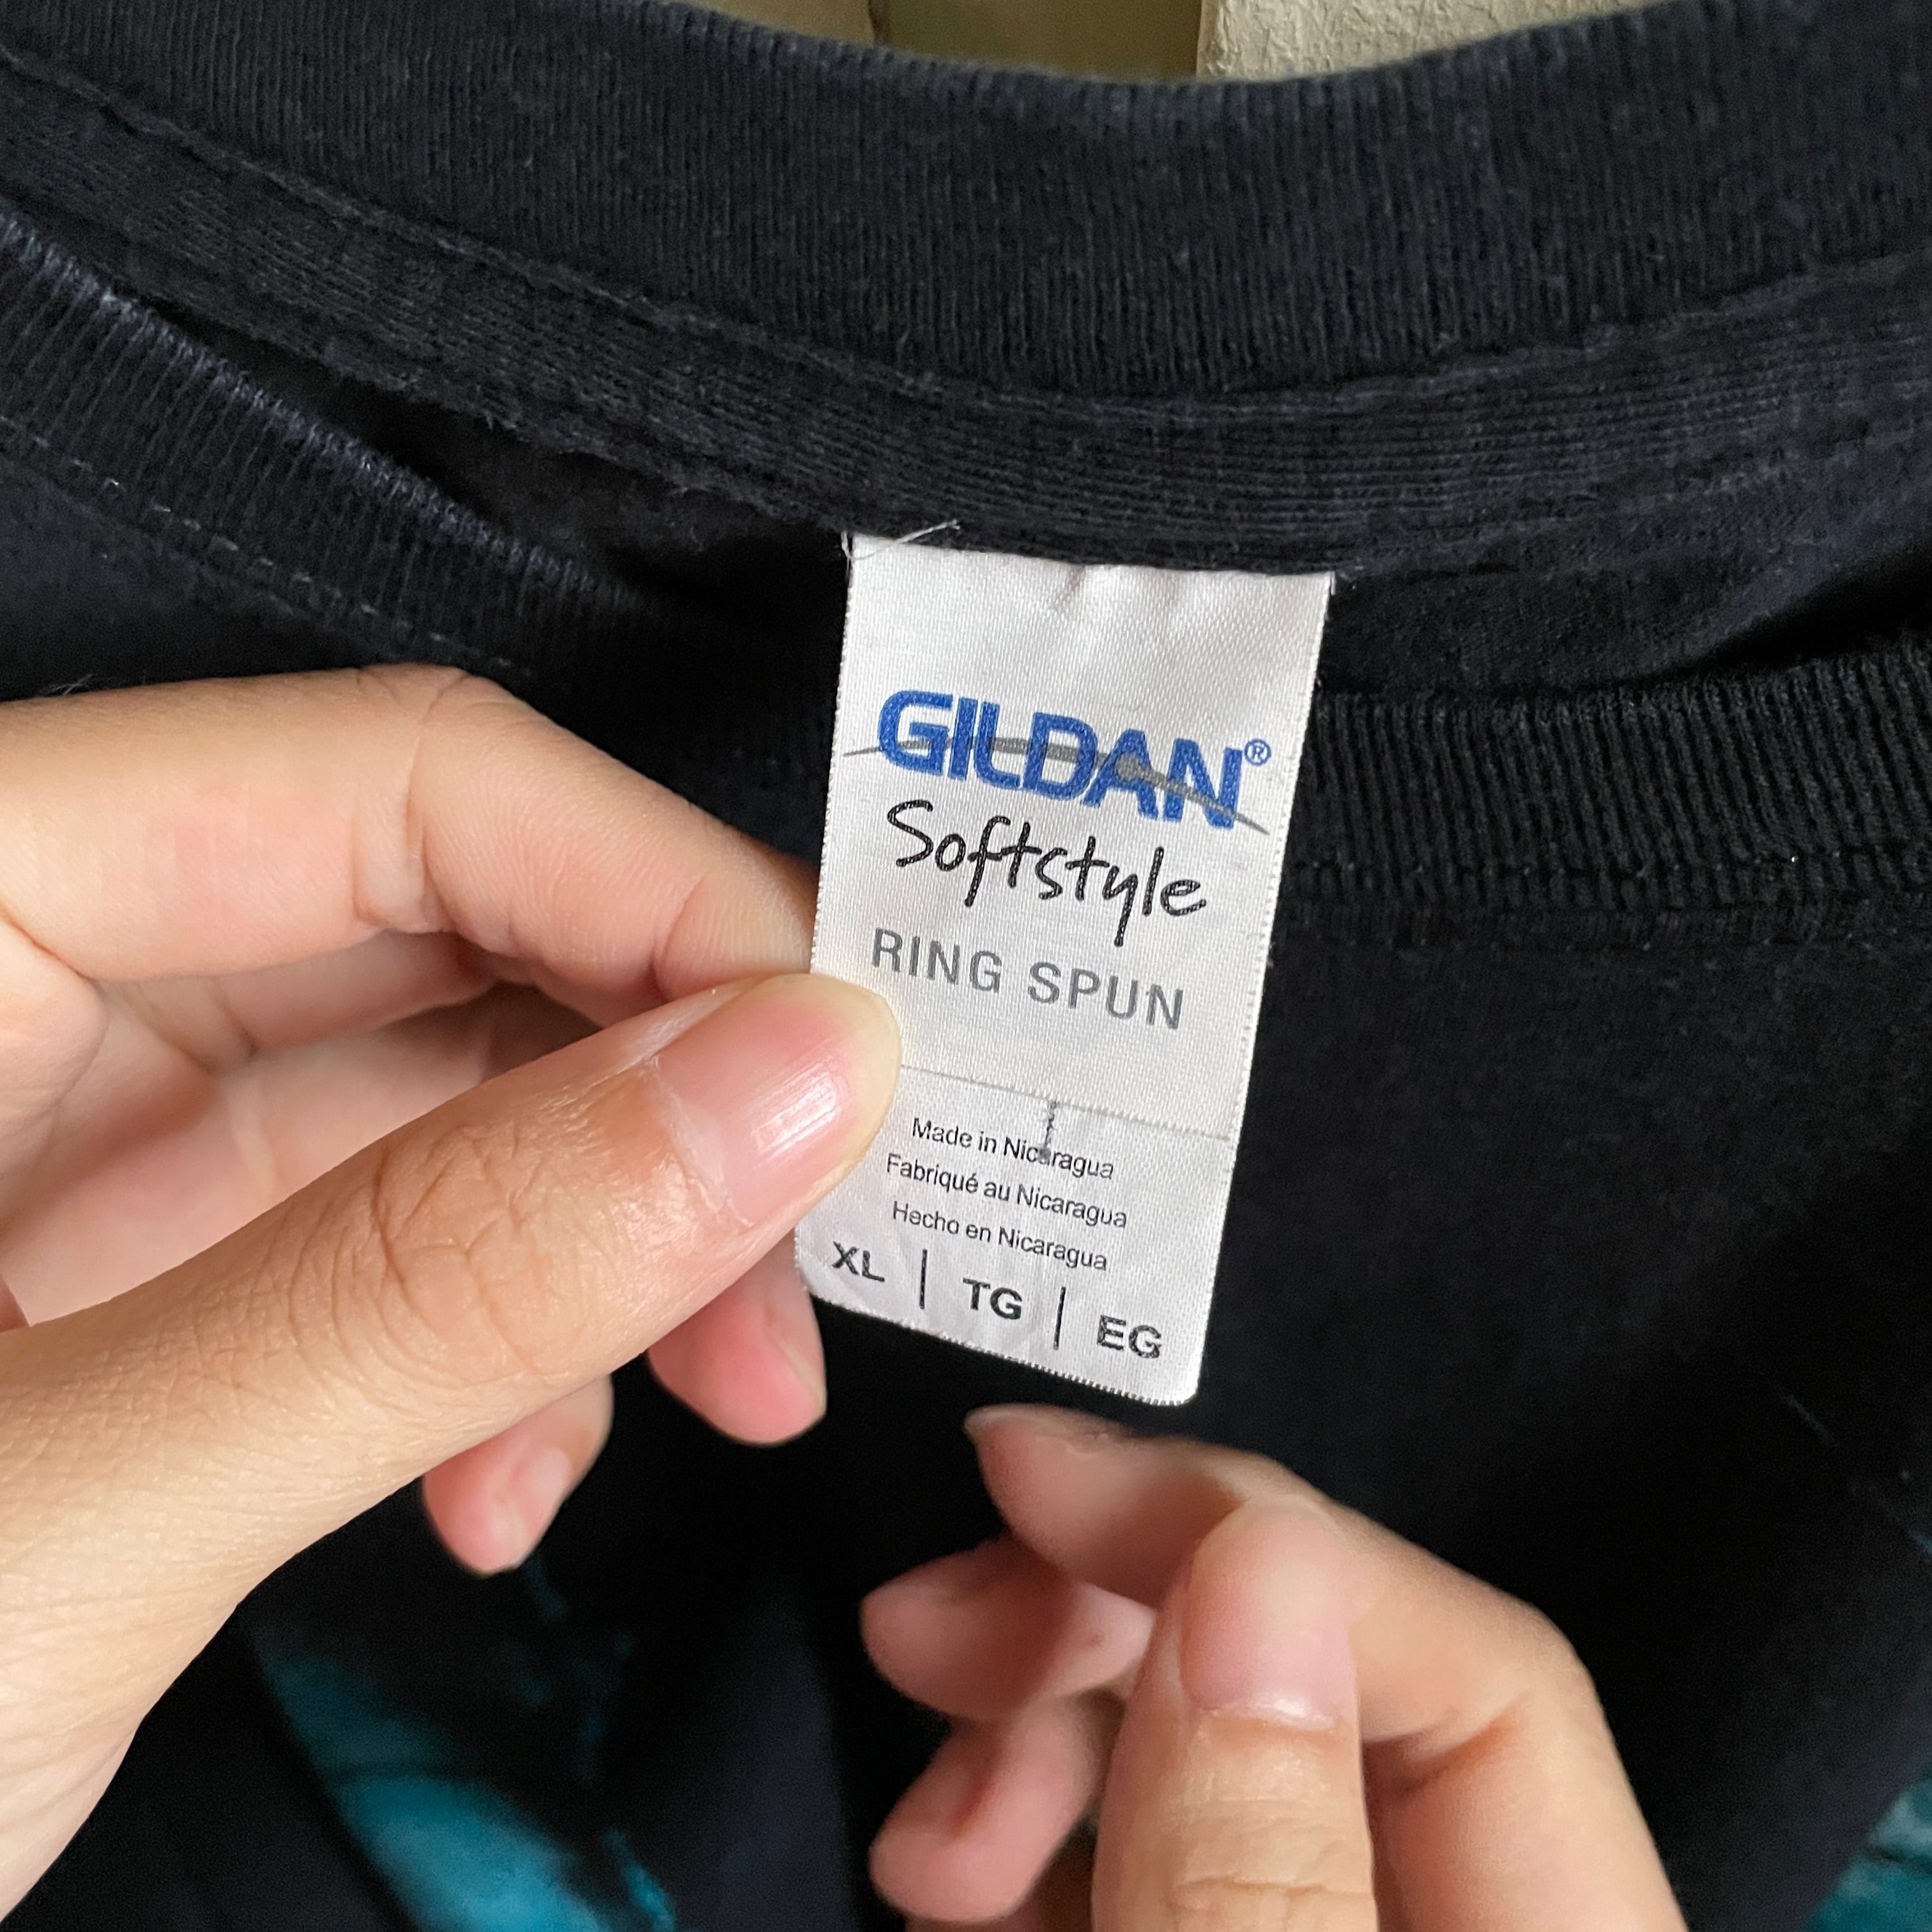 GILDAN®
Softstyle
RING SPUN
Made in Nicaragua
Fabriqué au Nicaragua
Hecho en Nicaragua
XL | TG | EG